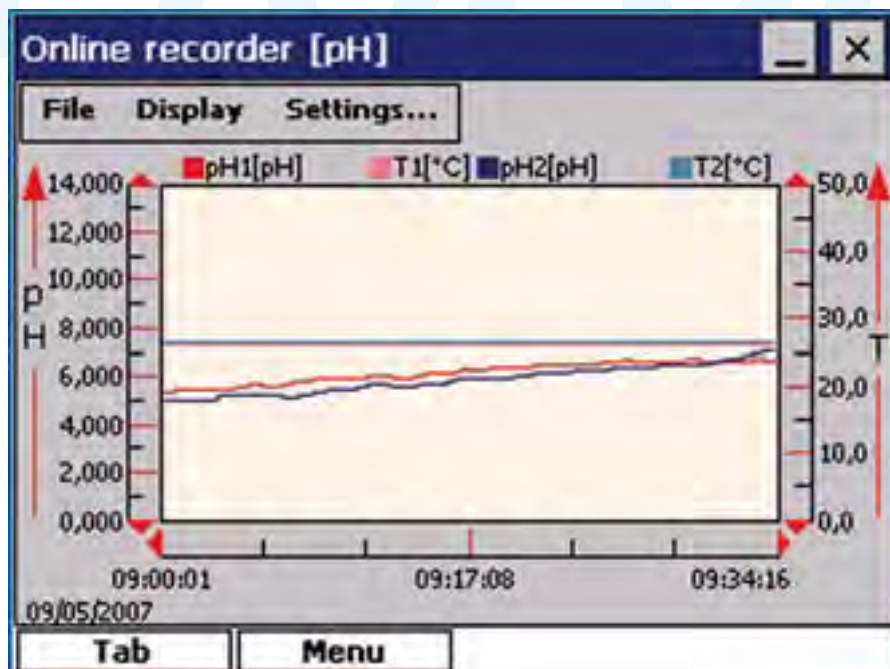 Online recorder [pH]
File Display Settings...
pH1[pH] T1[°C] pH2[pH] T2[°C]
14,000 50,0
12,000
40,0
10,000
pH
8,000 30,0
T
6,000
20,0
4,000
10,0
2,000
0,000 0,0
09:00:01 09:17:08 09:34:16
09/05/2007
Tab Menu